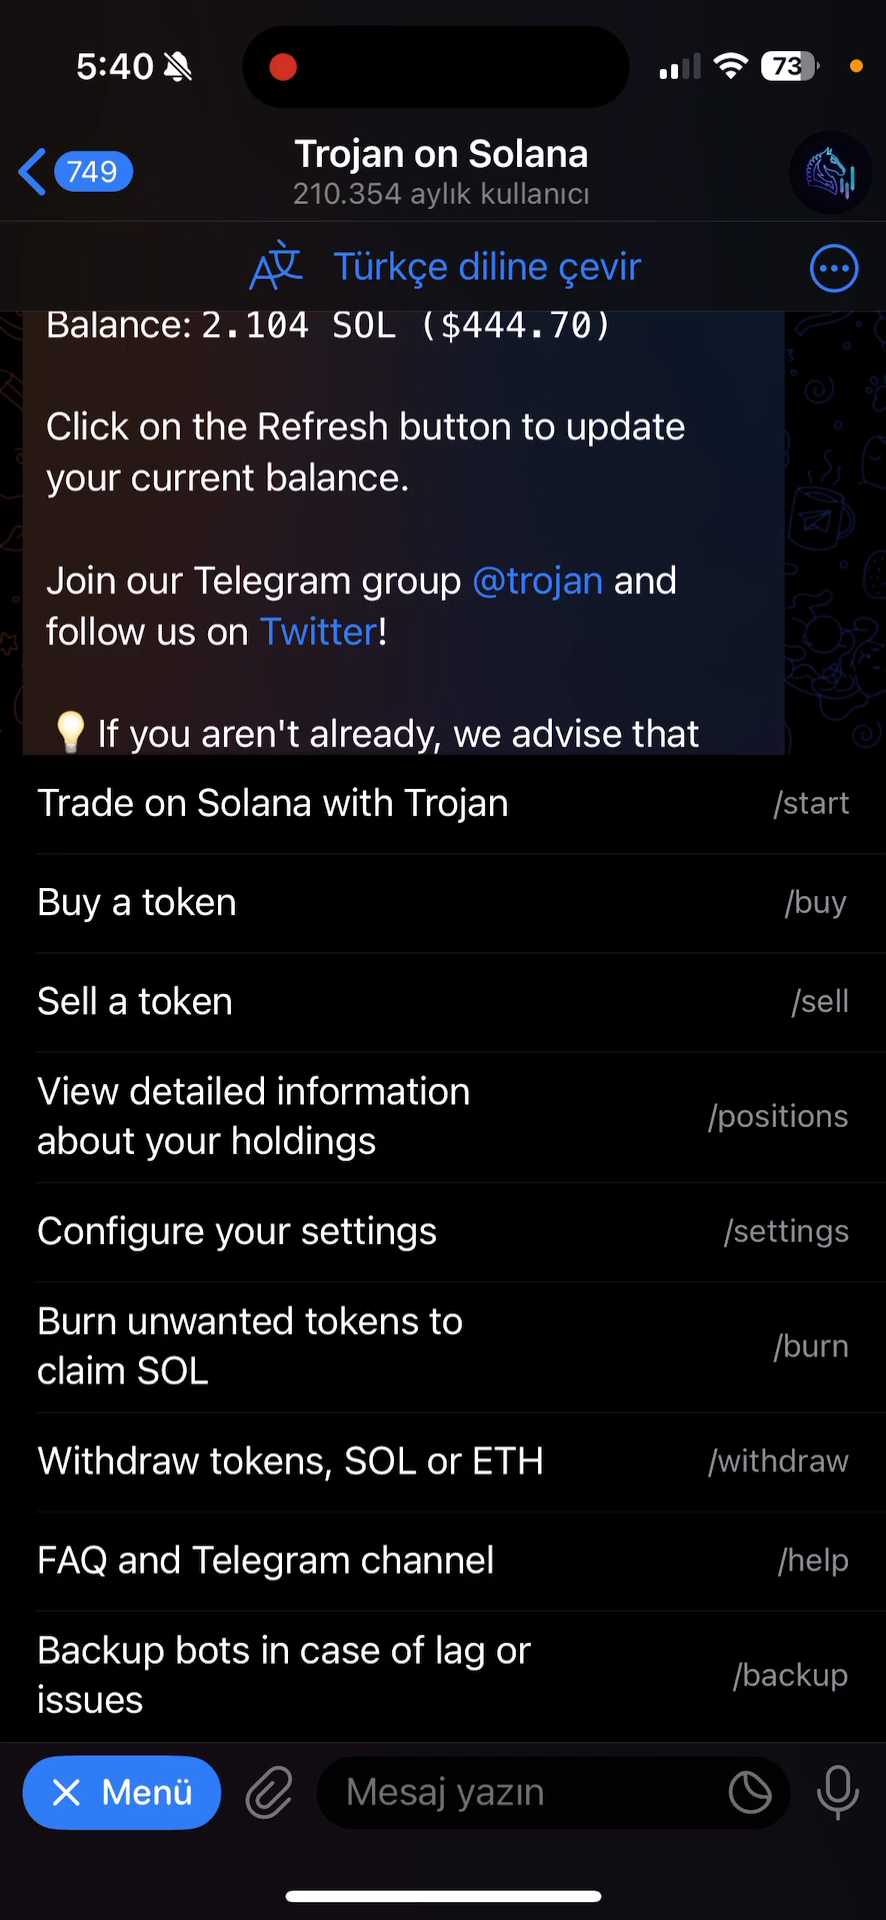 5:40
73
749
Trojan on Solana
210.354 aylık kullanıcı
Türkçe diline çevir
Balance: 2.104 SOL ($444.70)
Click on the Refresh button to update
your current balance.
Join our Telegram group @trojan and
follow us on Twitter!
💡 If you aren't already, we advise that
Trade on Solana with Trojan /start
Buy a token /buy
Sell a token /sell
View detailed information
about your holdings /positions
Configure your settings /settings
Burn unwanted tokens to
claim SOL /burn
Withdraw tokens, SOL or ETH /withdraw
FAQ and Telegram channel /help
Backup bots in case of lag or
issues /backup
Menü
Mesaj yazın